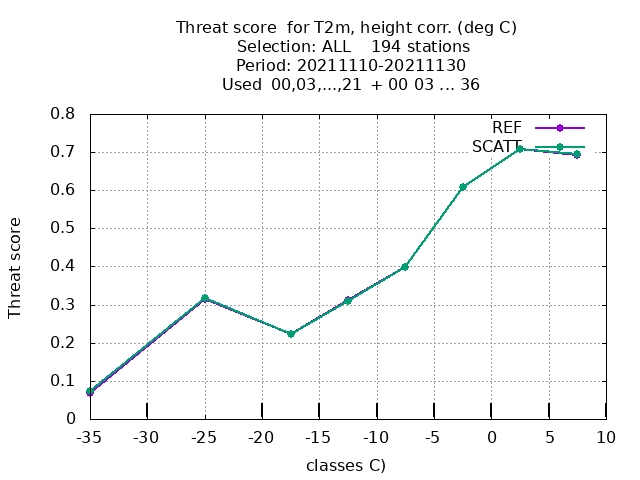 Threat score  for T2m, height corr. (deg C)
Selection: ALL    194 stations
Period: 20211110-20211130
Used  00,03,...,21  + 00 03 ... 36
0.8
0.7
0.6
0.5
0.4
0.3
0.2
0.1
0
Threat score
REF
SCATT
-35 -30 -25 -20 -15 -10 -5 0 5 10
classes C)